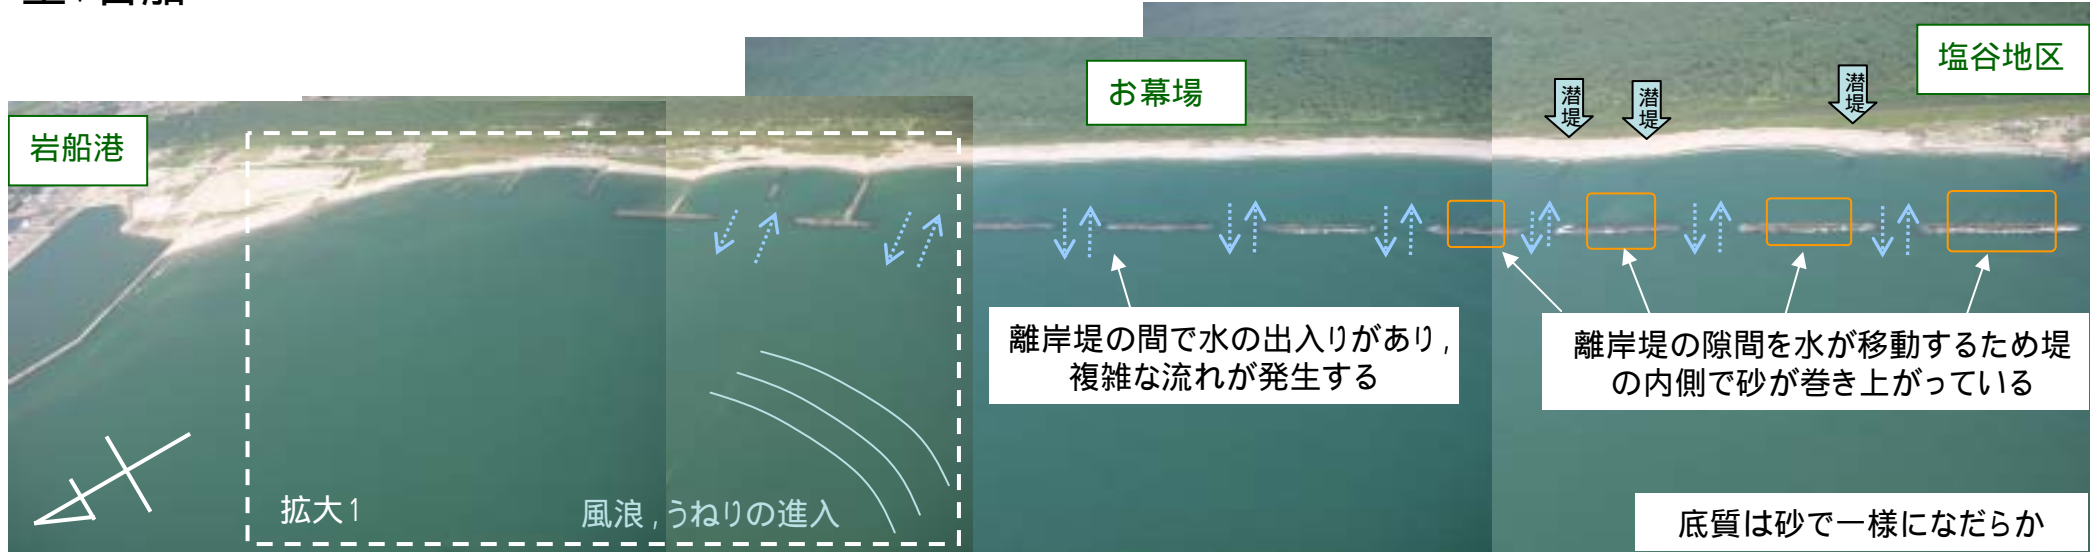 岩船港
お幕場
塩谷地区
潜堤
潜堤
潜堤
離岸堤の間で水の出入りがあり,
複雑な流れが発生する
離岸堤の隙間を水が移動するため堤
の内側で砂が巻き上がっている
拡大1
風浪,うねりの進入
底質は砂で一様になだらか